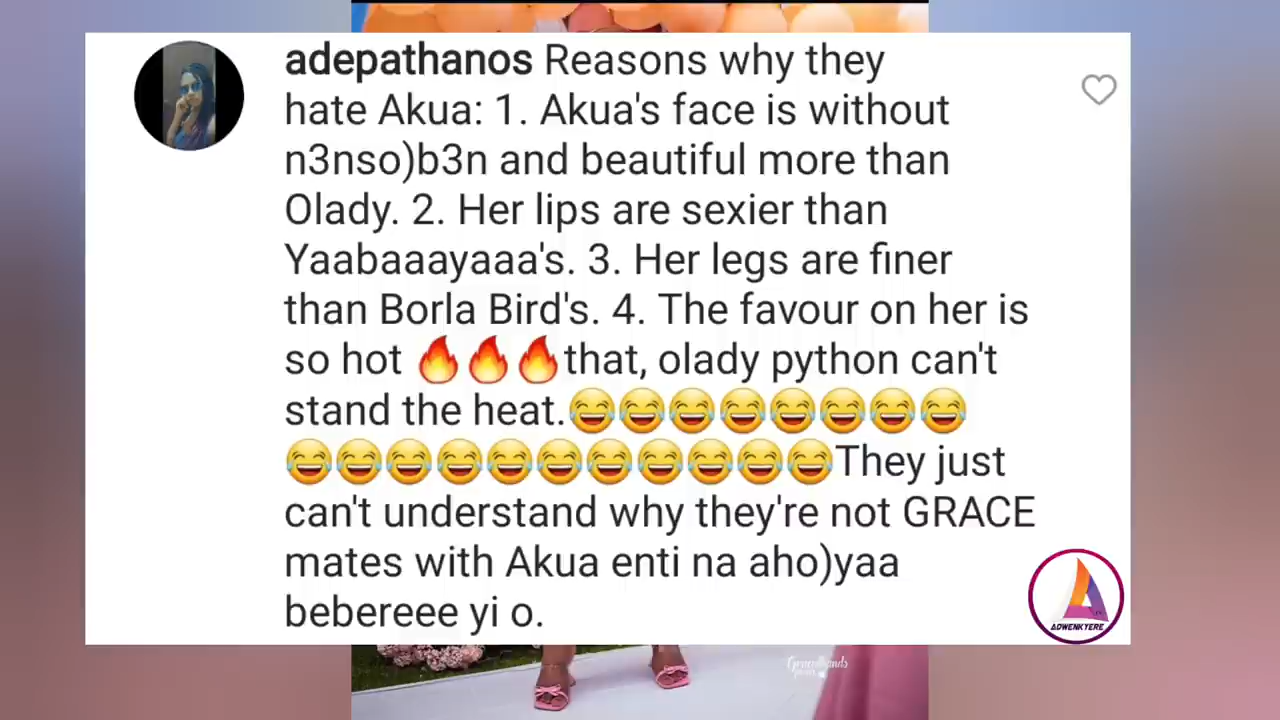 adepathanos Reasons why they
hate Akua: 1. Akua's face is without
n3nso)b3n and beautiful more than
Olady. 2. Her lips are sexier than
Yaabaaayaaa's. 3. Her legs are finer
than Borla Bird's. 4. The favour on her is
so hot 🔥🔥🔥that, olady python can't
stand the heat.😂😂😂😂😂😂😂😂
😂😂😂😂😂😂😂😂😂😂😂They just
can't understand why they're not GRACE
mates with Akua enti na aho)yaa
bebereee yi o.
ADWENKYERE